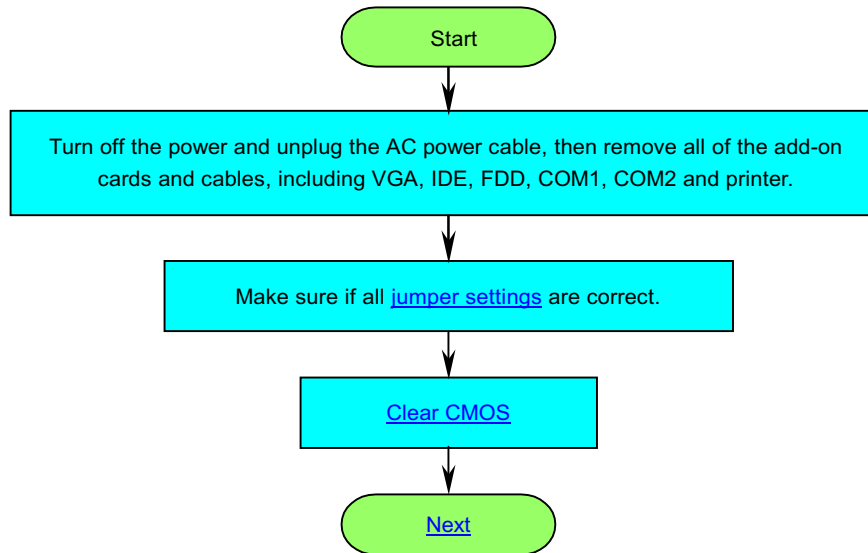 Start
Turn off the power and unplug the AC power cable, then remove all of the add-on
cards and cables, including VGA, IDE, FDD, COM1, COM2 and printer.
Make sure if all jumper settings are correct.
Clear CMOS
Next